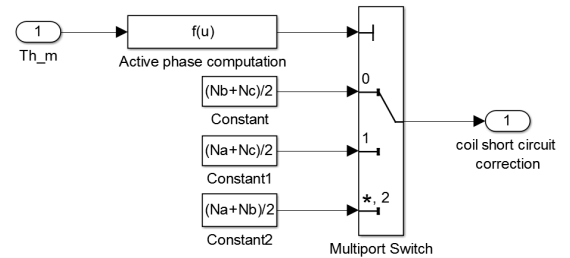 1
Th_m
f(u)
Active phase computation
(Nb+Nc)/2
Constant
(Na+Nc)/2
Constant1
(Na+Nb)/2
Constant2
0
1
*, 2
Multiport Switch
1
coil short circuit
correction